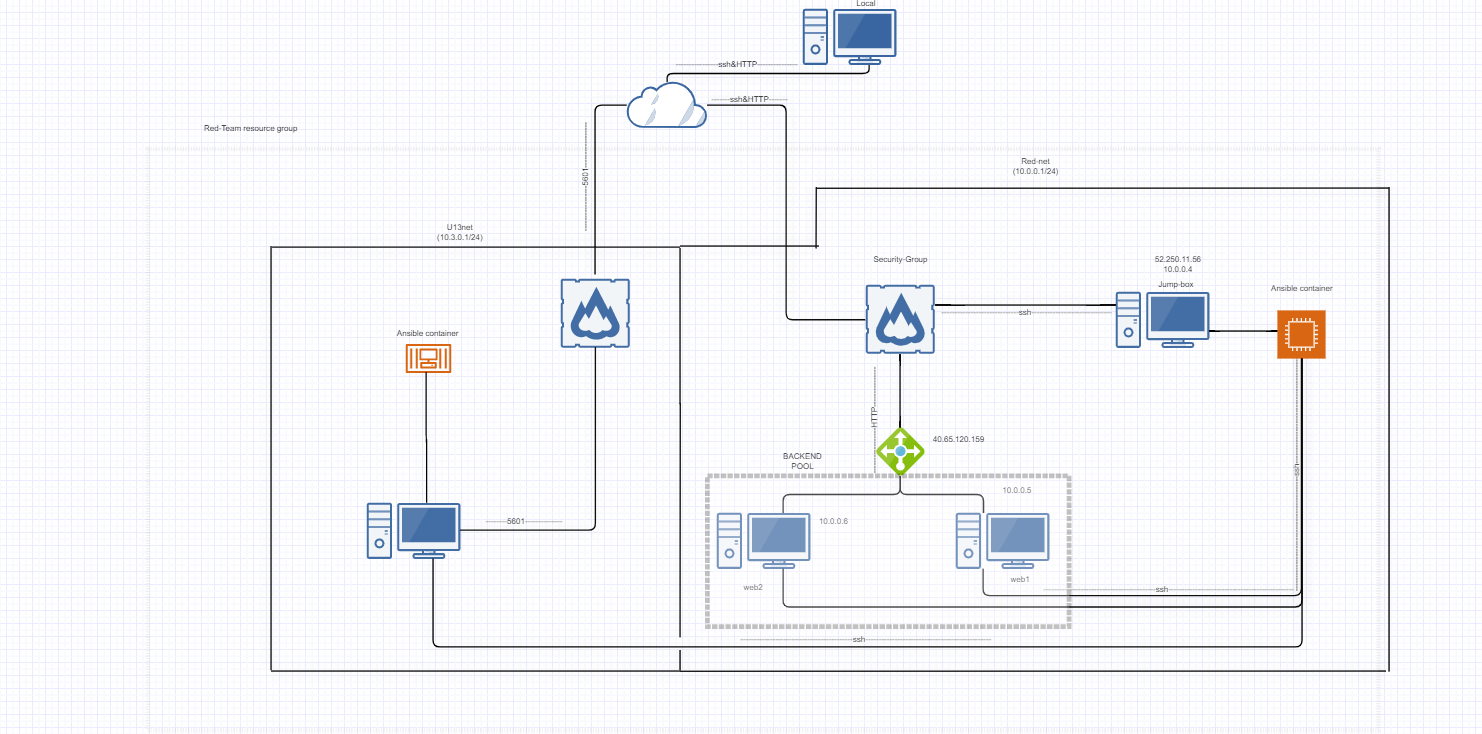 Local
ssh&HTTP
ssh&HTTP
Red-Team resource group
Red-net
(10.0.0.1/24)
5601
U13net
(10.3.0.1/24)
Security-Group
52.250.11.56
10.0.0.4
Jump-box
Ansible container
ssh
Ansible container
HTTP
40.65.120.159
BACKEND
POOL
ssh
10.0.0.5
5601
10.0.0.6
web2
web1
ssh
ssh